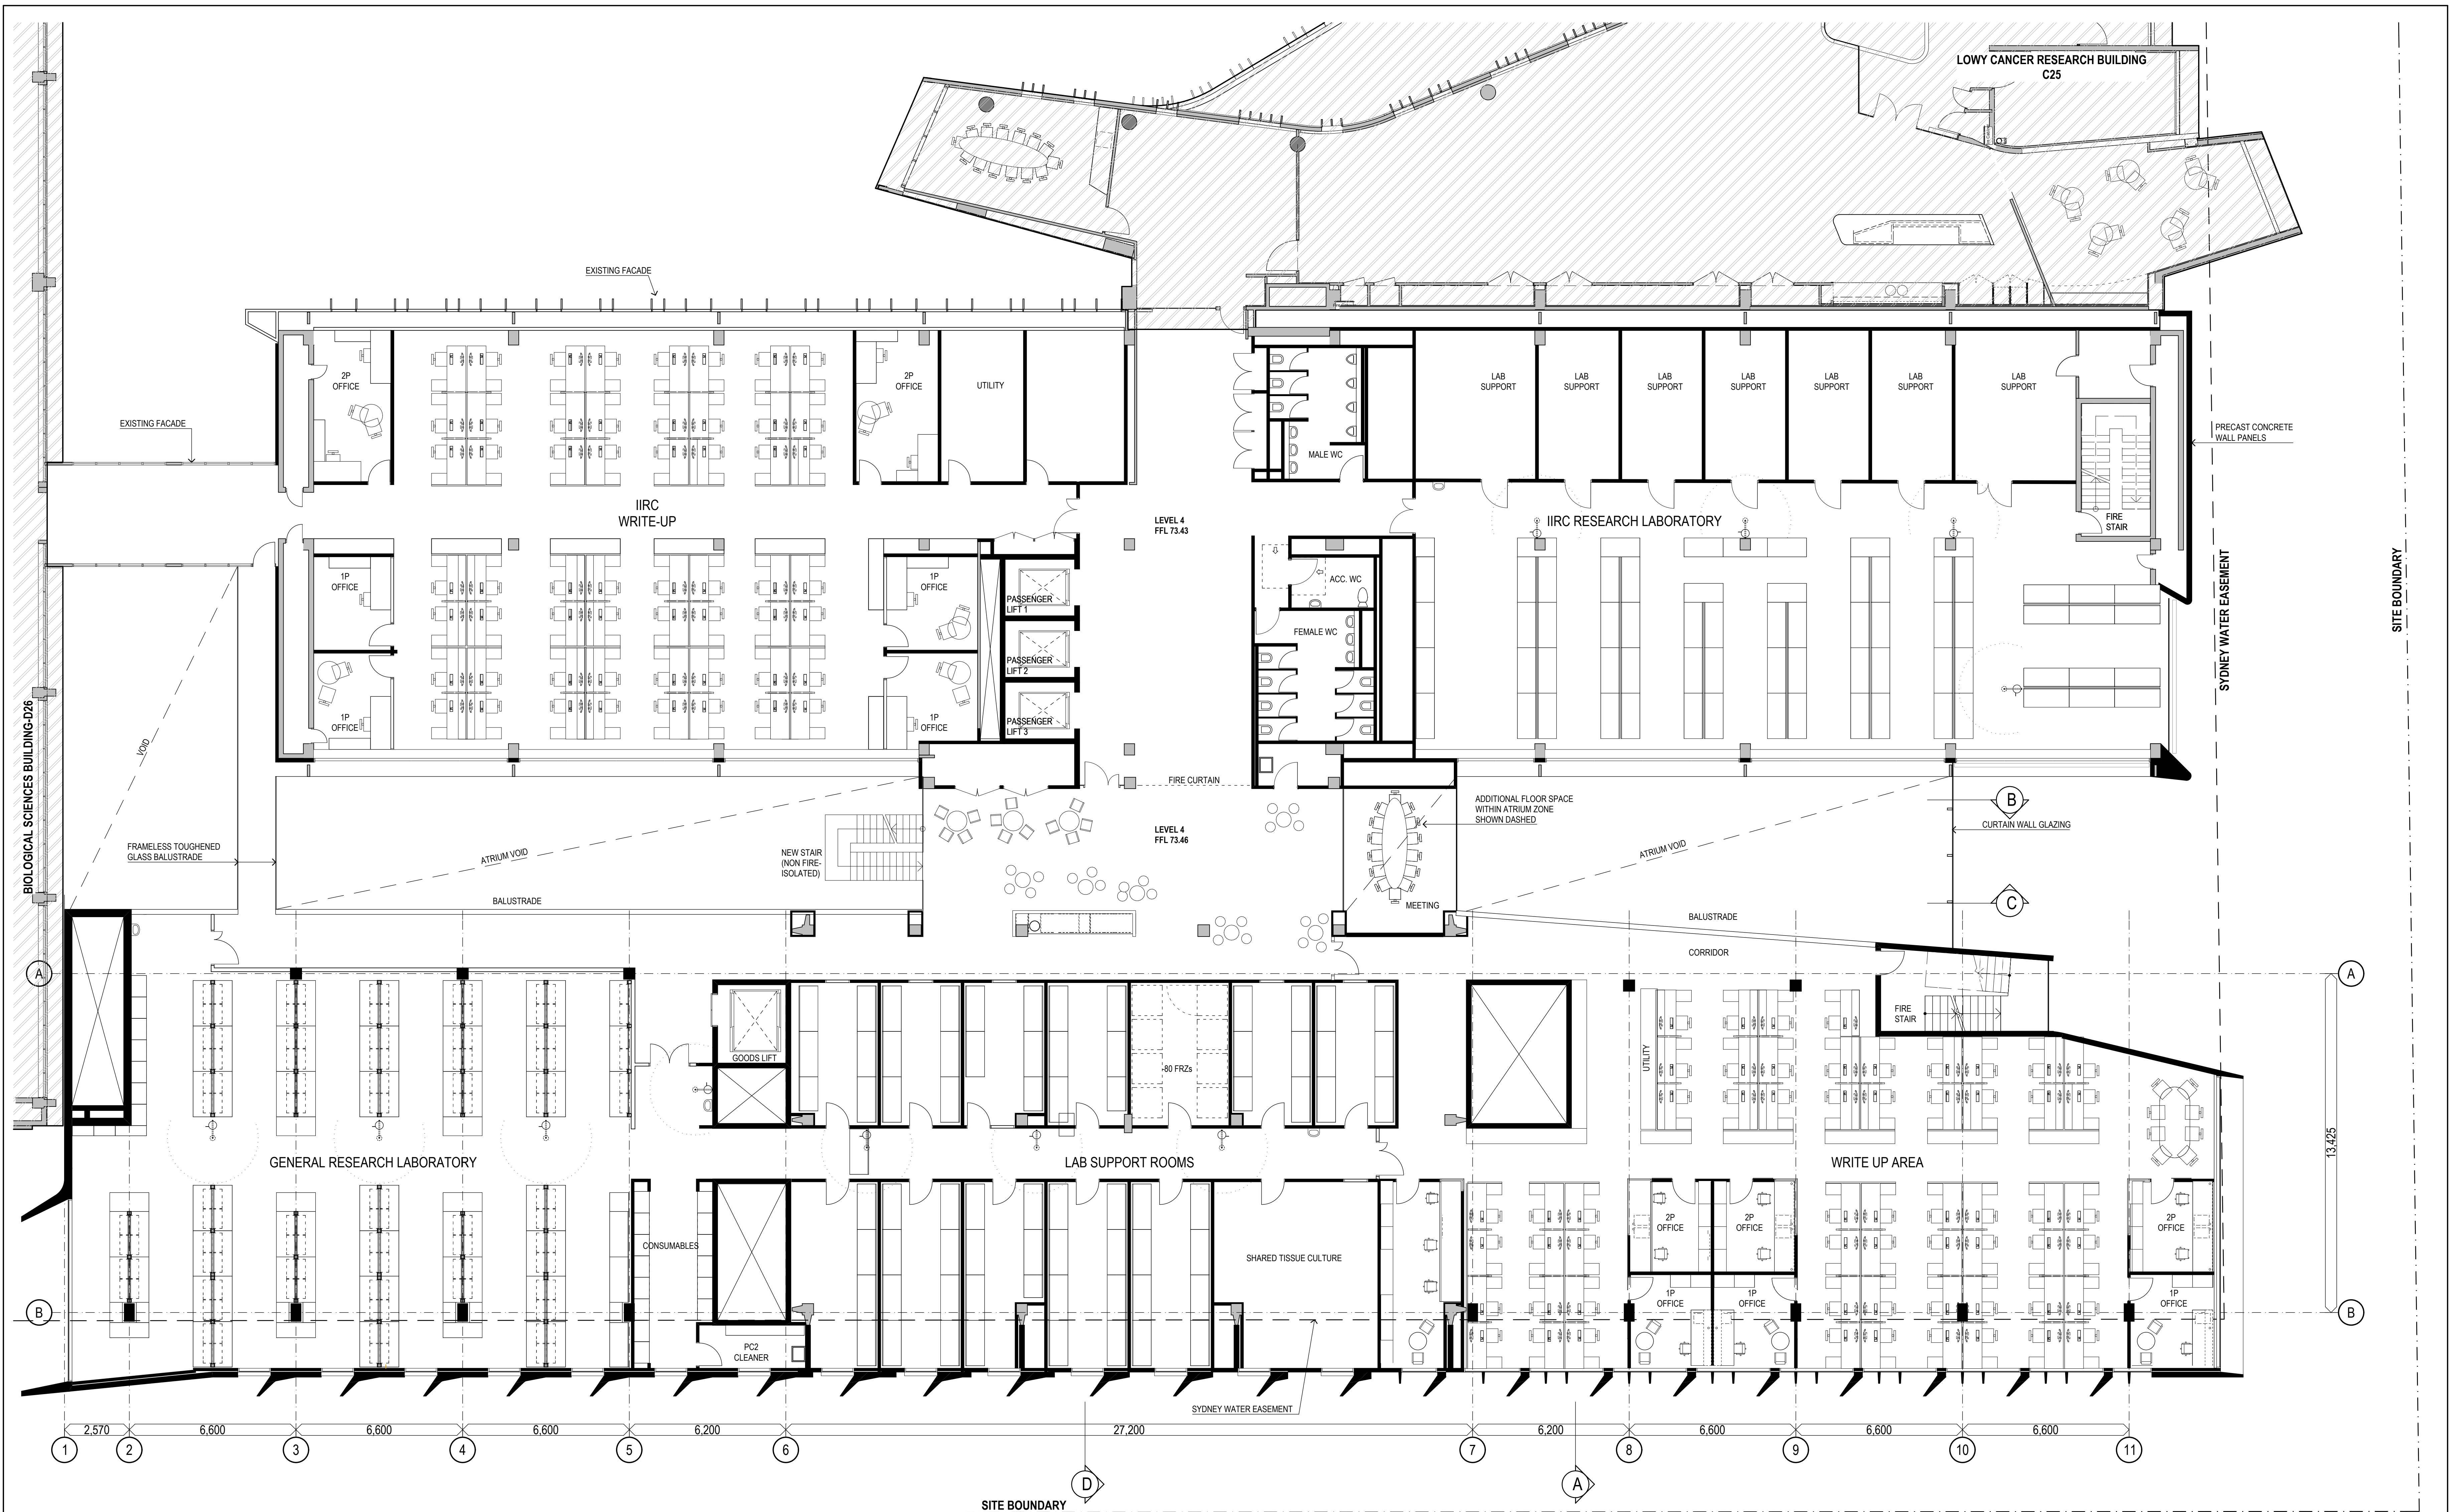 LOWY CANCER RESEARCH BUILDING
C25
EXISTING FACADE
EXISTING FACADE
2P
OFFICE
2P
OFFICE
UTILITY
LAB
SUPPORT
LAB
SUPPORT
LAB
SUPPORT
LAB
SUPPORT
LAB
SUPPORT
LAB
SUPPORT
LAB
SUPPORT
PRECAST CONCRETE
WALL PANELS
MALE WC
IIRC
WRITE-UP
LEVEL 4
FFL 73.43
IIRC RESEARCH LABORATORY
FIRE
STAIR
1P
OFFICE
1P
OFFICE
PASSENGER
LIFT 1
ACC. WC
FEMALE WC
PASSENGER
LIFT 2
1P
OFFICE
1P
OFFICE
PASSENGER
LIFT 3
SYDNEY WATER EASEMENT
SITE BOUNDARY
BIOLOGICAL SCIENCES BUILDING-D26
VOID
FIRE CURTAIN
ADDITIONAL FLOOR SPACE
WITHIN ATRIUM ZONE
SHOWN DASHED
B
CURTAIN WALL GLAZING
LEVEL 4
FFL 73.46
FRAMELESS TOUGHENED
GLASS BALUSTRADE
ATRIUM VOID
NEW STAIR
(NON FIRE-
ISOLATED)
ATRIUM VOID
BALUSTRADE
MEETING
C
BALUSTRADE
CORRIDOR
A
A
FIRE
STAIR
GOODS LIFT
-80 FRZs
UTILITY
13,425
GENERAL RESEARCH LABORATORY
LAB SUPPORT ROOMS
WRITE UP AREA
CONSUMABLES
SHARED TISSUE CULTURE
2P
OFFICE
2P
OFFICE
2P
OFFICE
1P
OFFICE
1P
OFFICE
1P
OFFICE
B
B
PC2
CLEANER
SYDNEY WATER EASEMENT
2,570
6,600
6,600
6,600
6,200
27,200
6,200
6,600
6,600
6,600
1
2
3
4
5
6
7
8
9
10
11
D
A
SITE BOUNDARY